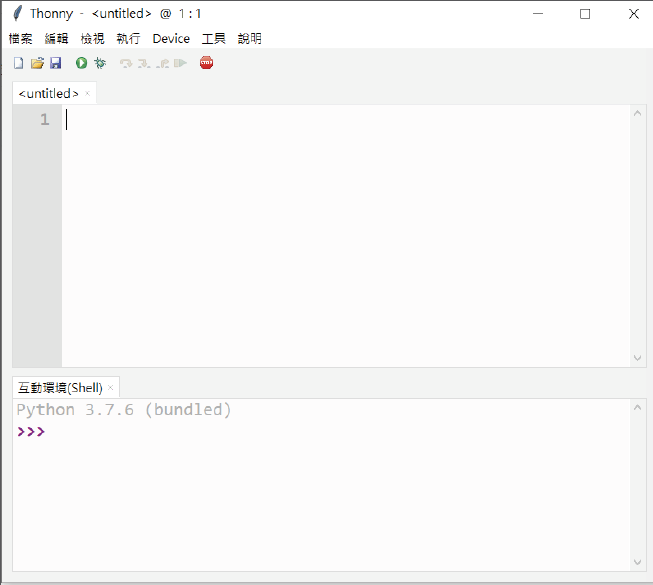 Thonny - <untitled> @ 1:1
檔案 編輯 檢視 執行 Device 工具 說明
STOP
<untitled> ×
1
互動環境(Shell) ×
Python 3.7.6 (bundled)
>>>